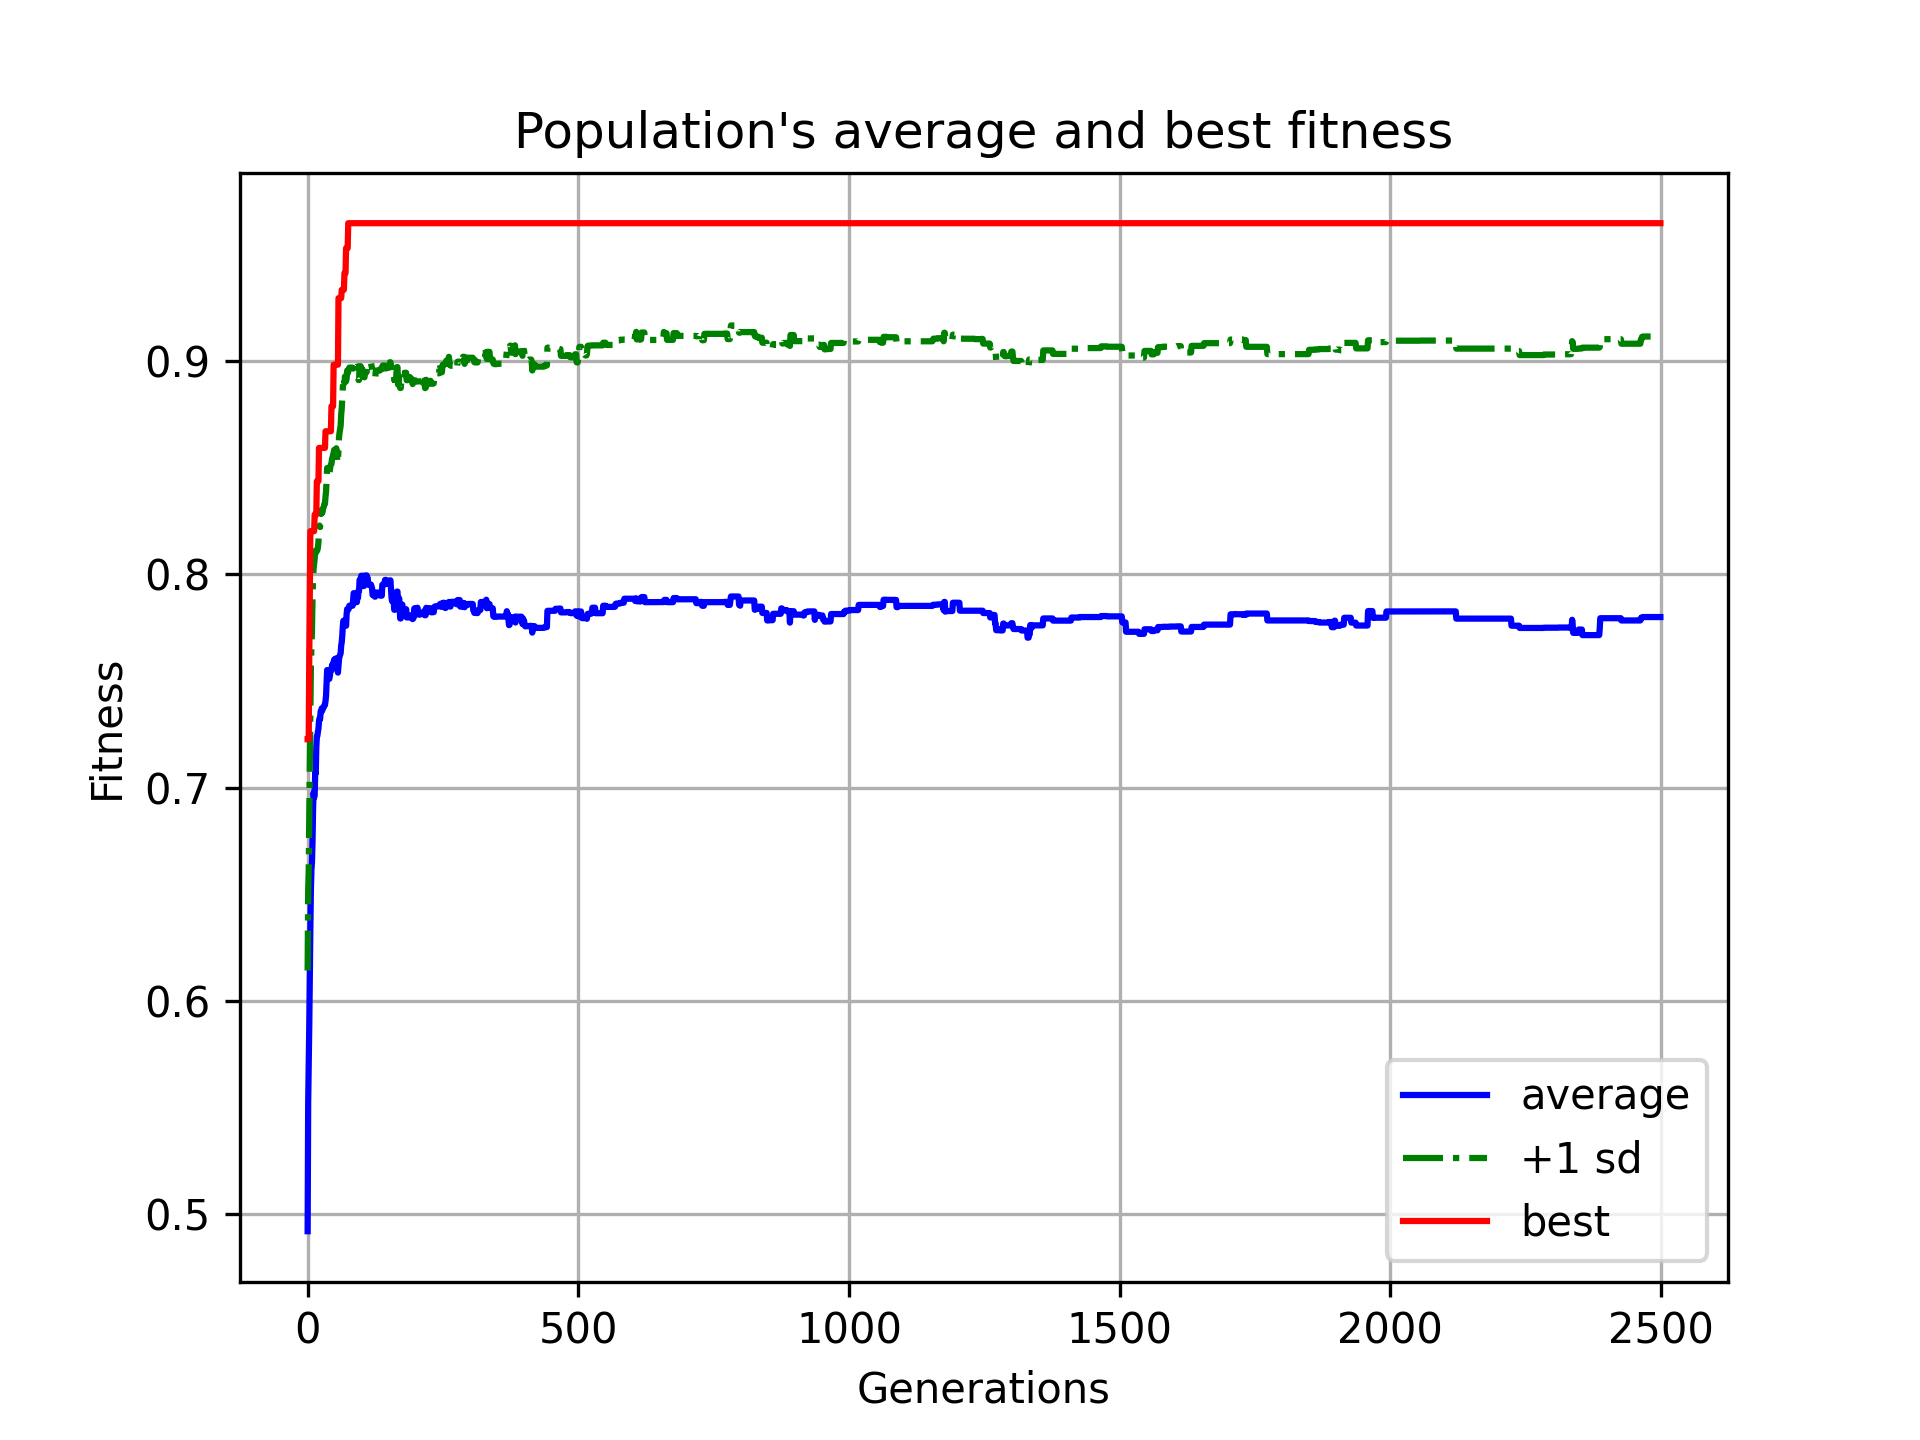 Population's average and best fitness
Fitness
0.9
0.8
0.7
0.6
0.5
average
+1 sd
best
0 500 1000 1500 2000 2500
Generations